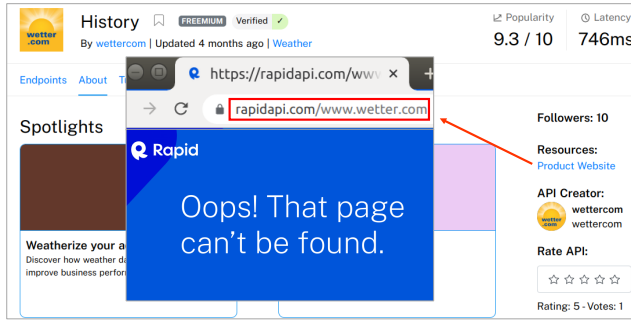 wetter
.com
History FREEMIUM Verified ✓
By wettercom | Updated 4 months ago | Weather
Popularity
9.3 / 10
Latency
746ms
Endpoints About
Spotlights
Weatherize your
Discover how weather
improve business
https://rapidapi.com/
rapidapi.com/www.wetter.com
Rapid
Oops! That page
can't be found.
Followers: 10
Resources:
Product Website
API Creator:
wetter
.com
wettercom
wettercom
Rate API:
Rating: 5 - Votes: 1